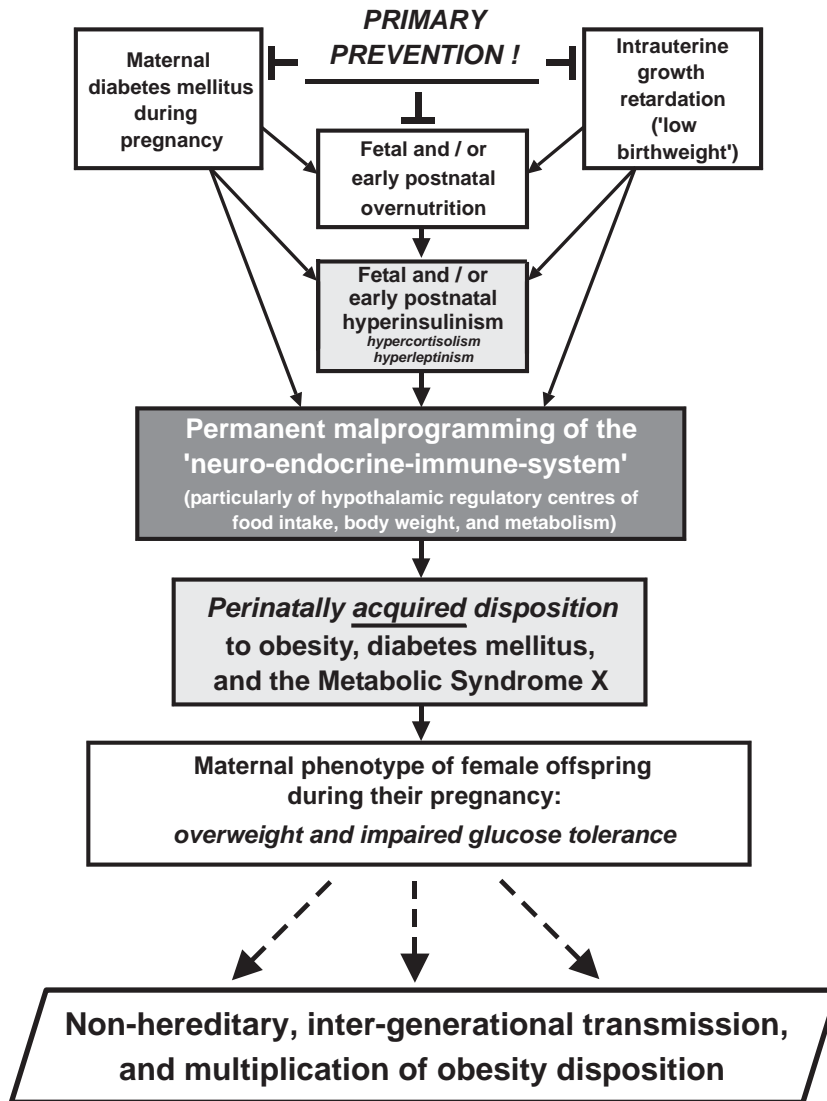 PRIMARY
PREVENTION !
Maternal
diabetes mellitus
during
pregnancy
Intrauterine
growth
retardation
('low
birthweight')
Fetal and / or
early postnatal
overnutrition
Fetal and / or
early postnatal
hyperinsulinism
hypercortisolism
hyperleptinism
Permanent malprogramming of the
'neuro-endocrine-immune-system'
(particularly of hypothalamic regulatory centres of
food intake, body weight, and metabolism)
Perinatally acquired disposition
to obesity, diabetes mellitus,
and the Metabolic Syndrome X
Maternal phenotype of female offspring
during their pregnancy:
overweight and impaired glucose tolerance
Non-hereditary, inter-generational transmission,
and multiplication of obesity disposition